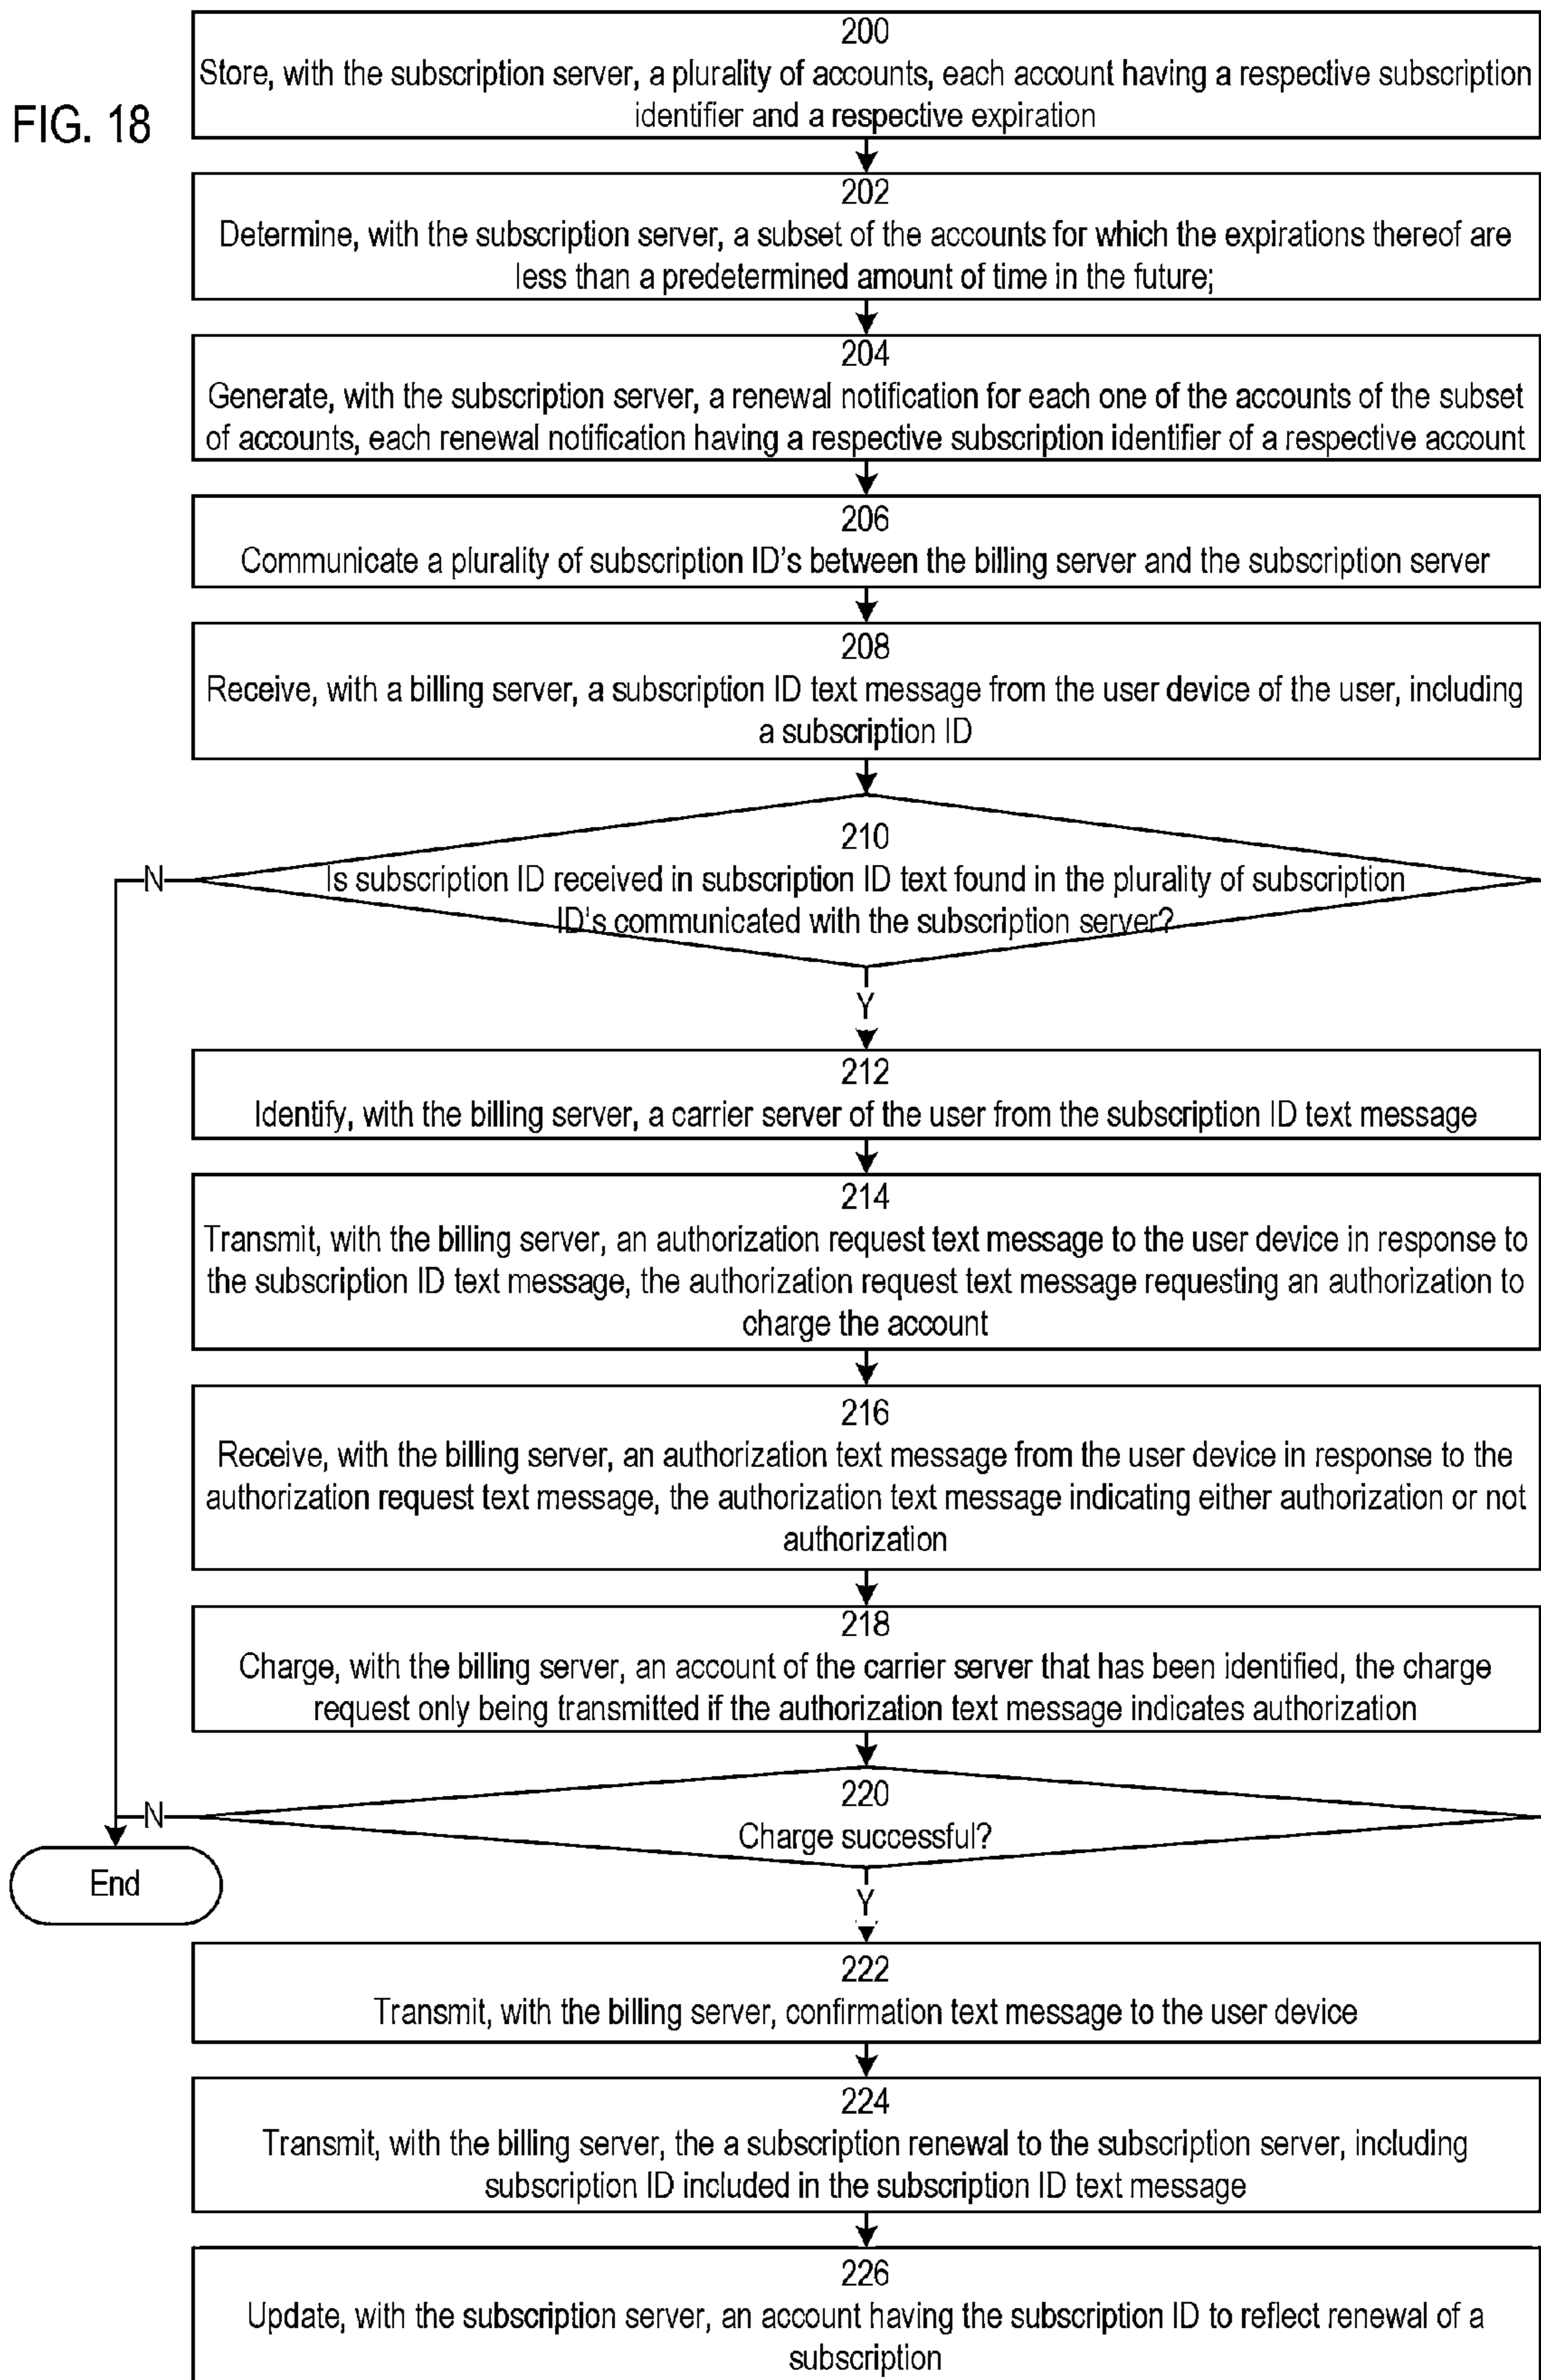 FIG. 18
200
Store, with the subscription server, a plurality of accounts, each account having a respective subscription
identifier and a respective expiration
202
Determine, with the subscription server, a subset of the accounts for which the expirations thereof are
less than a predetermined amount of time in the future;
204
Generate, with the subscription server, a renewal notification for each one of the accounts of the subset
of accounts, each renewal notification having a respective subscription identifier of a respective account
206
Communicate a plurality of subscription ID's between the billing server and the subscription server
208
Receive, with a billing server, a subscription ID text message from the user device of the user, including
a subscription ID
210
Is subscription ID received in subscription ID text found in the plurality of subscription
ID's communicated with the subscription server?
N
Y
212
Identify, with the billing server, a carrier server of the user from the subscription ID text message
214
Transmit, with the billing server, an authorization request text message to the user device in response to
the subscription ID text message, the authorization request text message requesting an authorization to
charge the account
216
Receive, with the billing server, an authorization text message from the user device in response to the
authorization request text message, the authorization text message indicating either authorization or not
authorization
218
Charge, with the billing server, an account of the carrier server that has been identified, the charge
request only being transmitted if the authorization text message indicates authorization
220
Charge successful?
N
End
Y
222
Transmit, with the billing server, confirmation text message to the user device
224
Transmit, with the billing server, the a subscription renewal to the subscription server, including
subscription ID included in the subscription ID text message
226
Update, with the subscription server, an account having the subscription ID to reflect renewal of a
subscription